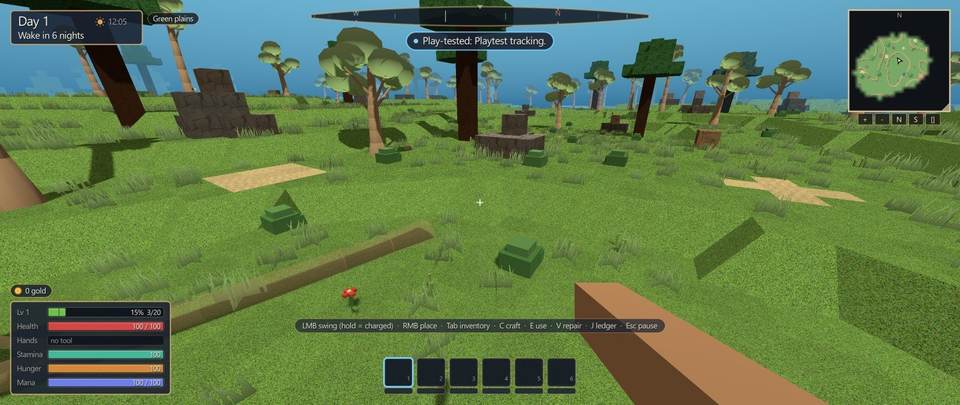 Day 1
12:05
Wake in 6 nights
Green plains
W
N
Play-tested: Playtest tracking.
N
+ - N S []
0 gold
Lv 1 15% 3/20
Health 100 / 100
Hands no tool
Stamina 100
Hunger 100
Mana 100 / 100
LMB swing (hold = charged) · RMB place · Tab inventory · C craft · E use · V repair · J ledger · Esc pause
1 2 3 4 5 6